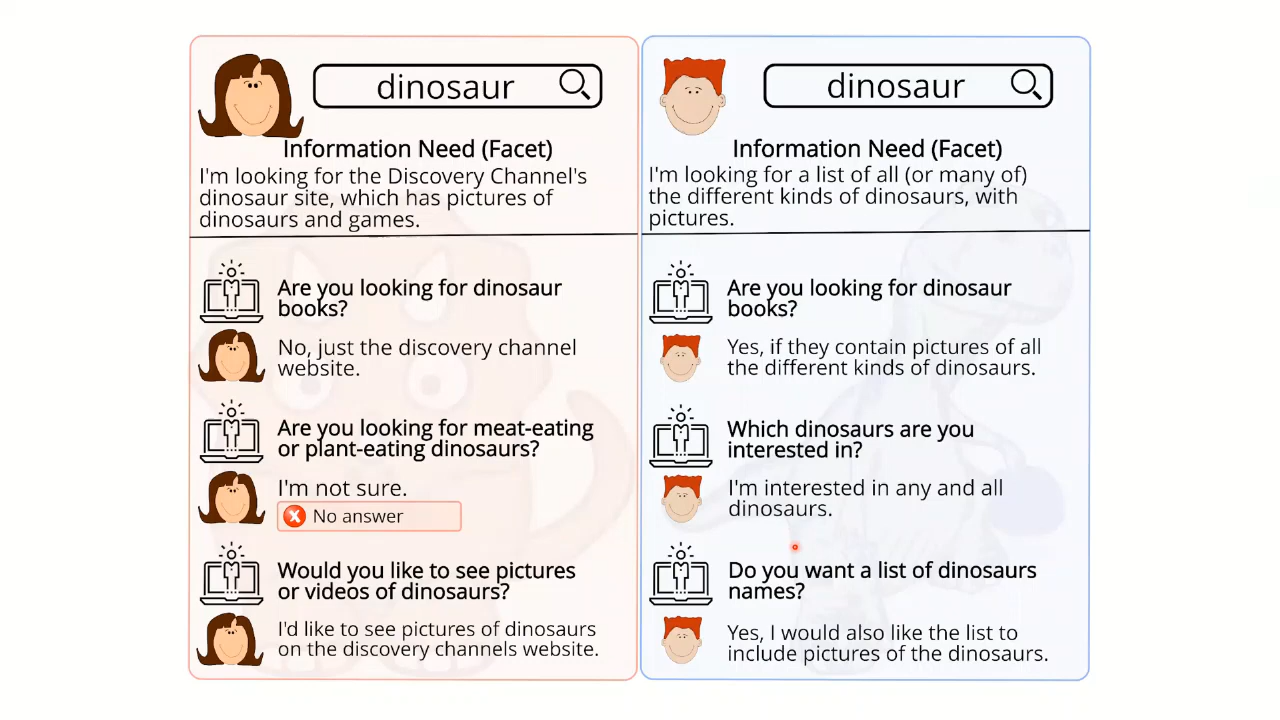 dinosaur
Information Need (Facet)
I'm looking for the Discovery Channel's
dinosaur site, which has pictures of
dinosaurs and games.
Are you looking for dinosaur
books?
No, just the discovery channel
website.
Are you looking for meat-eating
or plant-eating dinosaurs?
I'm not sure.
No answer
Would you like to see pictures
or videos of dinosaurs?
I'd like to see pictures of dinosaurs
on the discovery channels website.
dinosaur
Information Need (Facet)
I'm looking for a list of all (or many of)
the different kinds of dinosaurs, with
pictures.
Are you looking for dinosaur
books?
Yes, if they contain pictures of all
the different kinds of dinosaurs.
Which dinosaurs are you
interested in?
I'm interested in any and all
dinosaurs.
Do you want a list of dinosaurs
names?
Yes, I would also like the list to
include pictures of the dinosaurs.